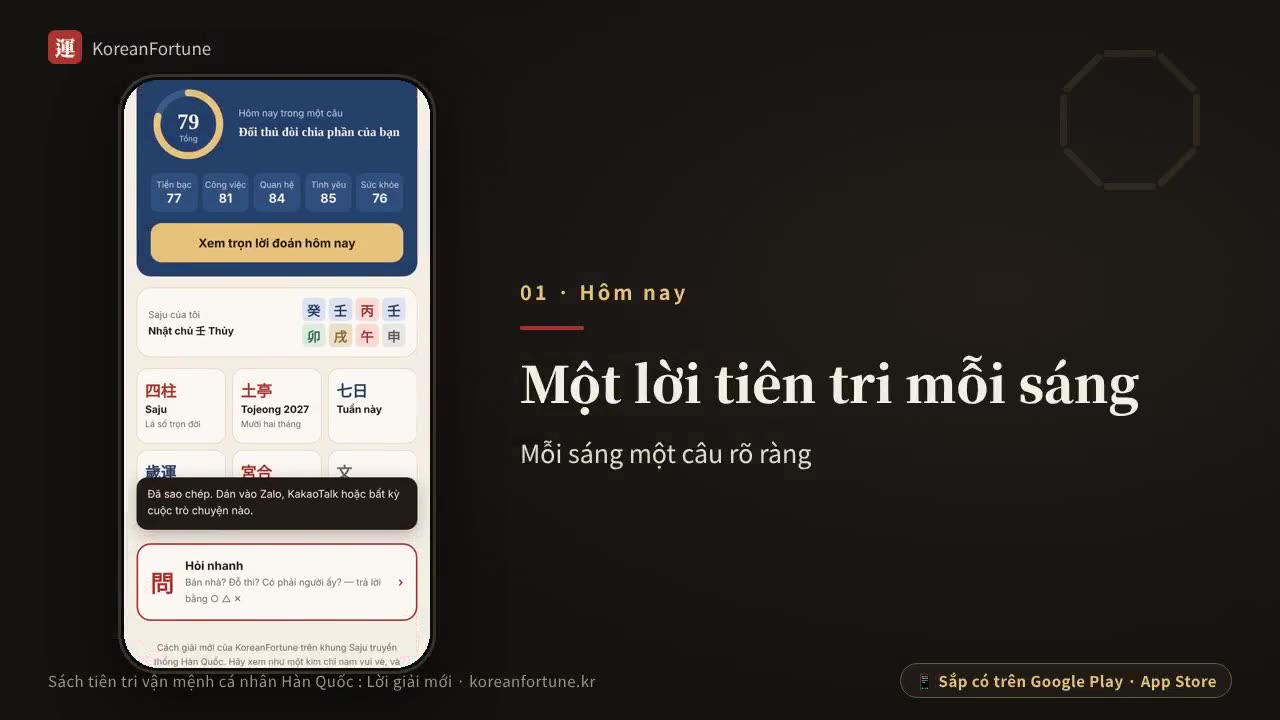 運 KoreanFortune
79
Tổng
Hôm nay trong một câu
Đối thủ đòi chia phần của bạn
Tiền bạc Công việc Quan hệ Tình yêu Sức khỏe
77 81 84 85 76
Xem trọn lời đoán hôm nay
Saju của tôi
Nhật chủ 壬 Thủy
癸 壬 丙 壬
卯 戌 午 申
四柱 土亭 七日
Saju Tojeong 2027 Tuần này
Lá số trọn đời Mười hai tháng
歲運 宮合 文
Đã sao chép. Dán vào Zalo, KakaoTalk hoặc bất kỳ
cuộc trò chuyện nào.
問
Hỏi nhanh
Bán nhà? Đỗ thi? Có phải người ấy? — trả lời
bằng ○ △ ×
›
Cách giải mới của KoreanFortune trên khung Saju truyền
thống Hàn Quốc. Hãy xem như một kim chỉ nam vui vẻ, và
01 · Hôm nay
Một lời tiên tri mỗi sáng
Mỗi sáng một câu rõ ràng
Sách tiên tri vận mệnh cá nhân Hàn Quốc : Lời giải mới · koreanfortune.kr
📱 Sắp có trên Google Play · App Store